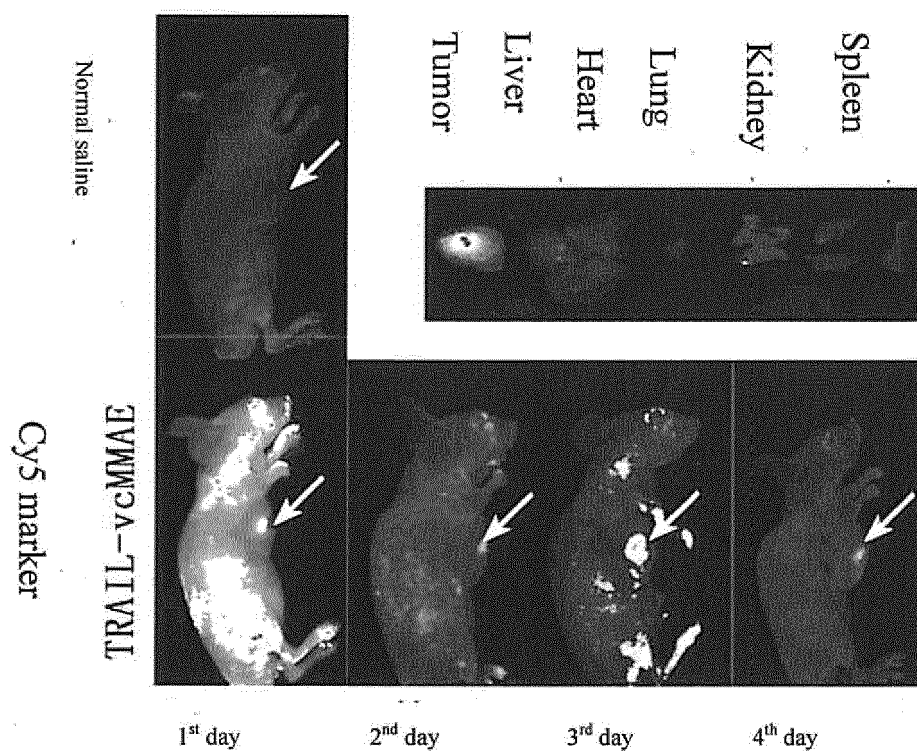 Normal saline
Tumor
Liver
Heart
Lung
Kidney
Spleen
Cy5 marker
TRAIL-vcMMAE
1st day
2nd day
3rd day
4th day